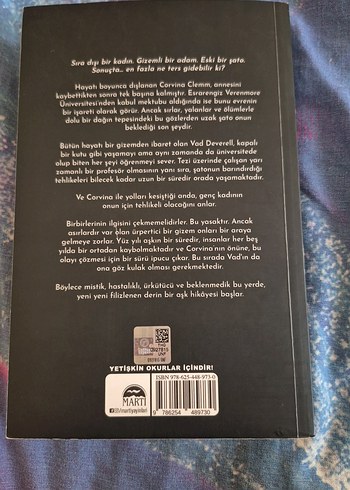 Sıra dışı bir kadın. Gizemli bir adam. Eski bir şato.
Sonuçta... en fazla ne ters gidebilir ki?
Hayatı boyunca dışlanan Corvina Clemm, annesini
kaybettikten sonra tek başına kalmıştır. Esrarengiz Verenmore
Üniversitesi'nden kabul mektubu aldığında ise bunu evrenin
bir işareti olarak görür. Ancak sırlar, yalanlar ve ölümlerle
dolu bir dağın tepesindeki bu gözlerden uzak şato onun
beklediği son şeydir.
Bütün hayatı bir gizemden ibaret olan Vad Deverell, kapalı
bir kutu gibi yaşamayı ama aynı zamanda da üniversitede
olup biten her şeyi öğrenmeyi sever. Tezi üzerinde çalışan yarı
zamanlı bir profesör olmasının yanı sıra, şatonun barındırdığı
tehlikeleri bilecek kadar uzun bir süredir orada yaşamaktadır.
Ve Corvina ile yolları kesiştiği anda, genç kadının
onun için tehlikeli olacağını anlar.
Birbirlerinin ilgisini çekmemelidirler. Bu yasaktır. Ancak
asırlardır var olan ürpertici bir gizem onları bir araya
gelmeye zorlar. Yüz yılı aşkın bir süredir, insanlar her beş
yılda bir ortadan kaybolmaktadır ve Corvina'nın önüne, bu
olayı çözmesi için bir sürü ipucu çıkar. Bu sırada Vad'ın da
ona göz kulak olması gerekmektedir.
Böylece mistik, hastalıklı, ürkütücü ve beklenmedik bu yerde,
yeni yeni filizlenen derin bir aşk hikâyesi başlar.
YETİŞKİN OKURLAR İÇİNDİR!
ISBN 978-625-448-973-0
MARTI
/martiyayinlari
9 786254 489730